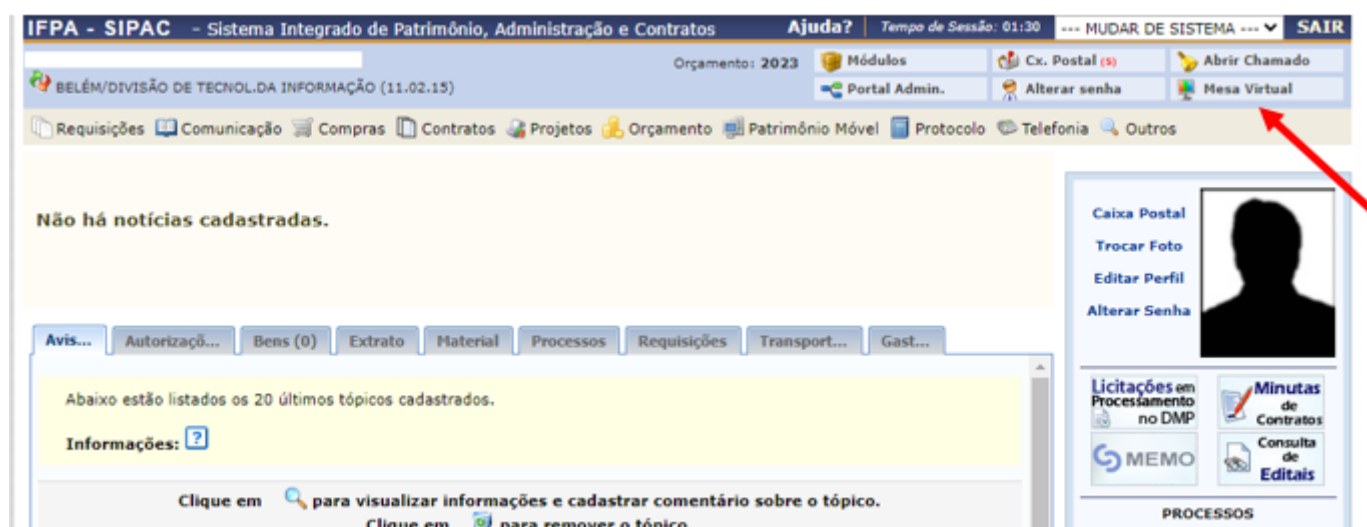 IFPA - SIPAC - Sistema Integrado de Patrimônio, Administração e Contratos Ajuda? Tempo de Sessão: 01:30 --- MUDAR DE SISTEMA --- SAIR
Orçamento: 2023 Módulos Cx. Postal (5) Abrir Chamado
BELÉM/DIVISÃO DE TECNOL.DA INFORMAÇÃO (11.02.15) Portal Admin. Alterar senha Mesa Virtual
Requisições Comunicação Compras Contratos Projetos Orçamento Patrimônio Móvel Protocolo Telefonia Outros
Não há notícias cadastradas.
Caixa Postal
Trocar Foto
Editar Perfil
Alterar Senha
Avis... Autorizaçõ... Bens (0) Extrato Material Processos Requisições Transport... Gast...
Abaixo estão listados os 20 últimos tópicos cadastrados.
Informações: ?
Clique em para visualizar informações e cadastrar comentário sobre o tópico.
Clique em para remover o tópico.
Licitações em
Processamento
no DMP
Minutas
de
Contratos
MEMO
Consulta
de
Editais
PROCESSOS